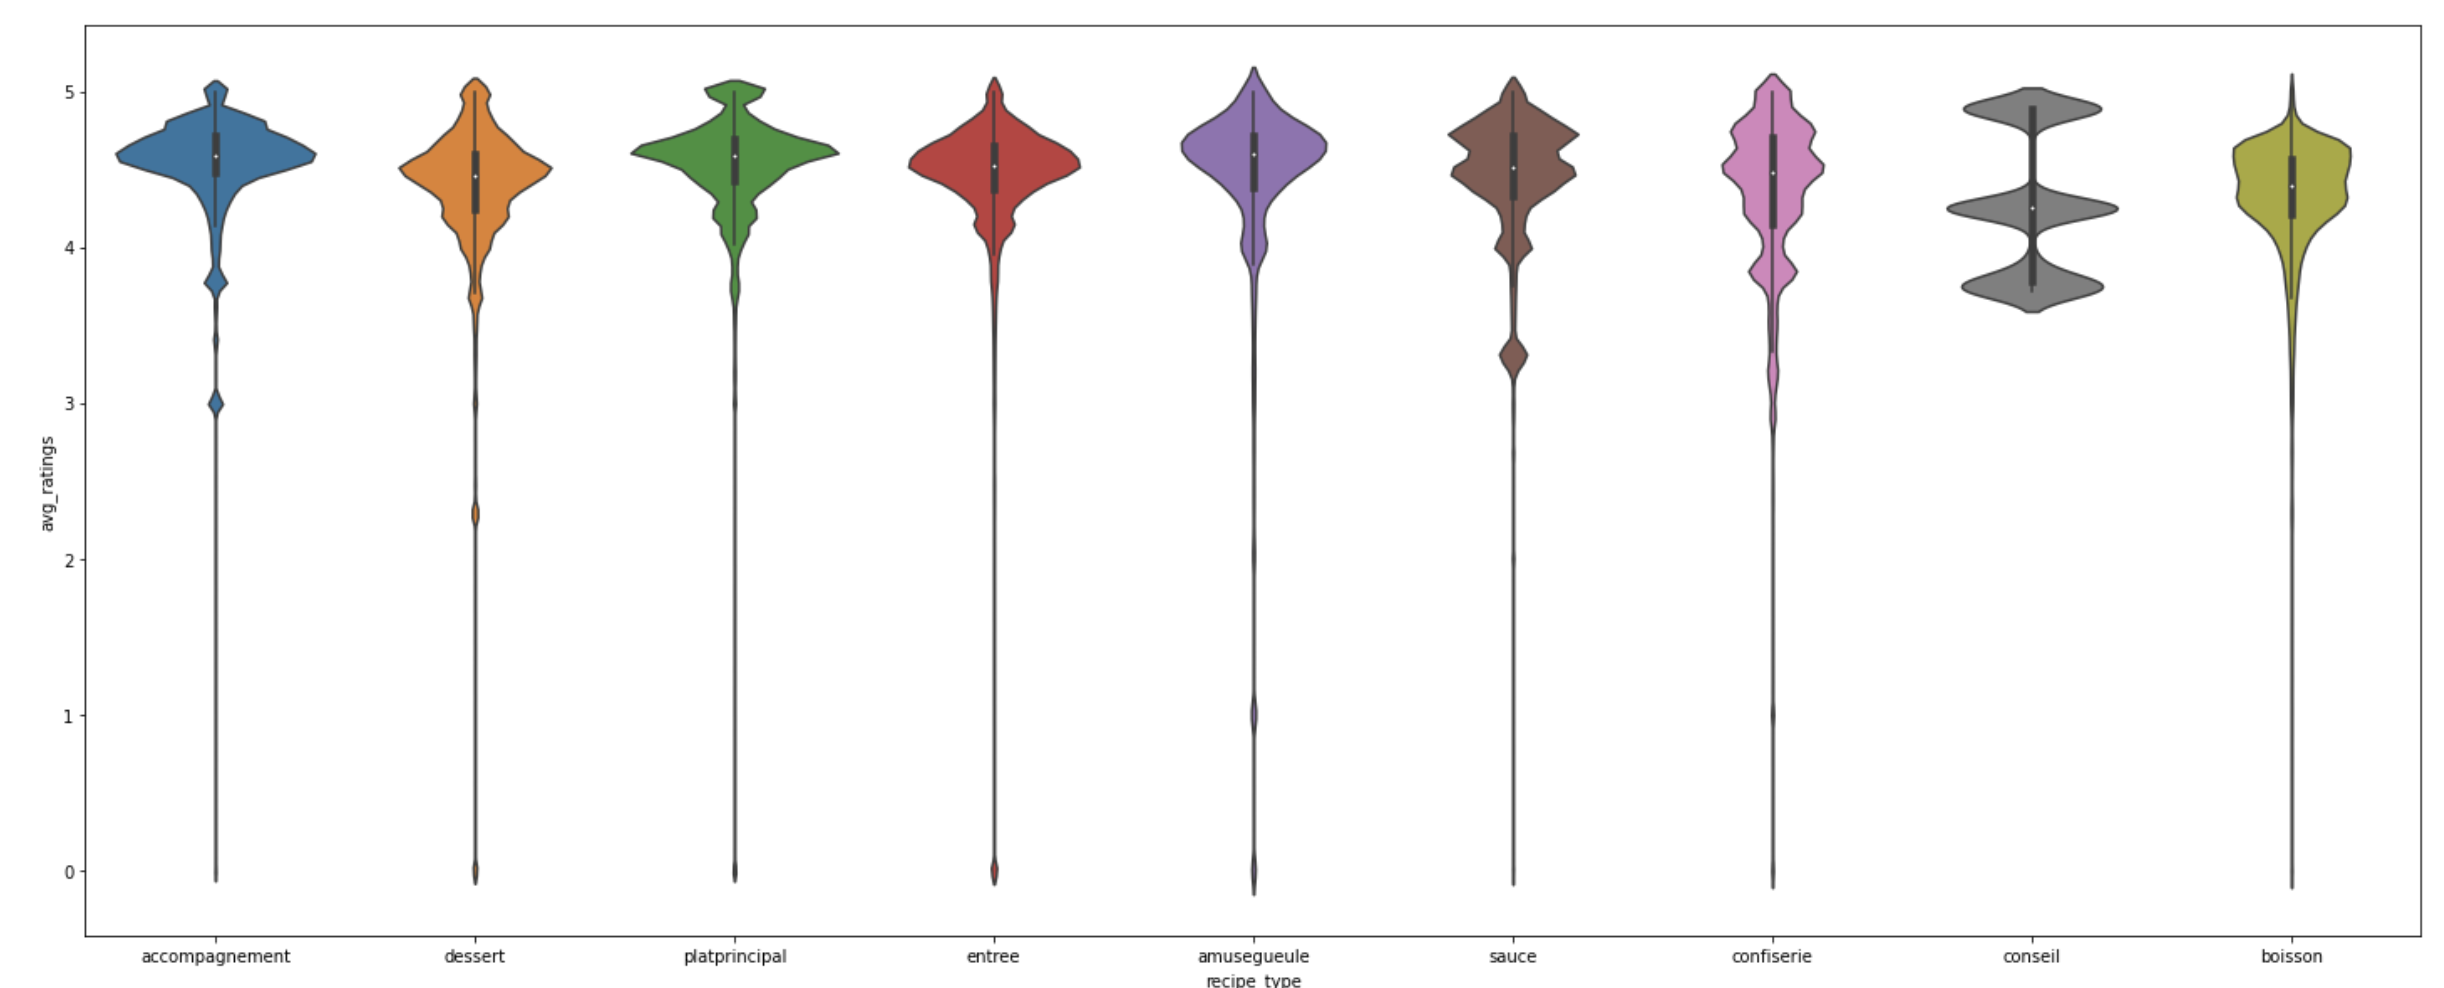 5
4
3
2
1
0
avg_ratings
accompagnement dessert platprincipal entree amusegueule sauce confiserie conseil boisson
recipe_type